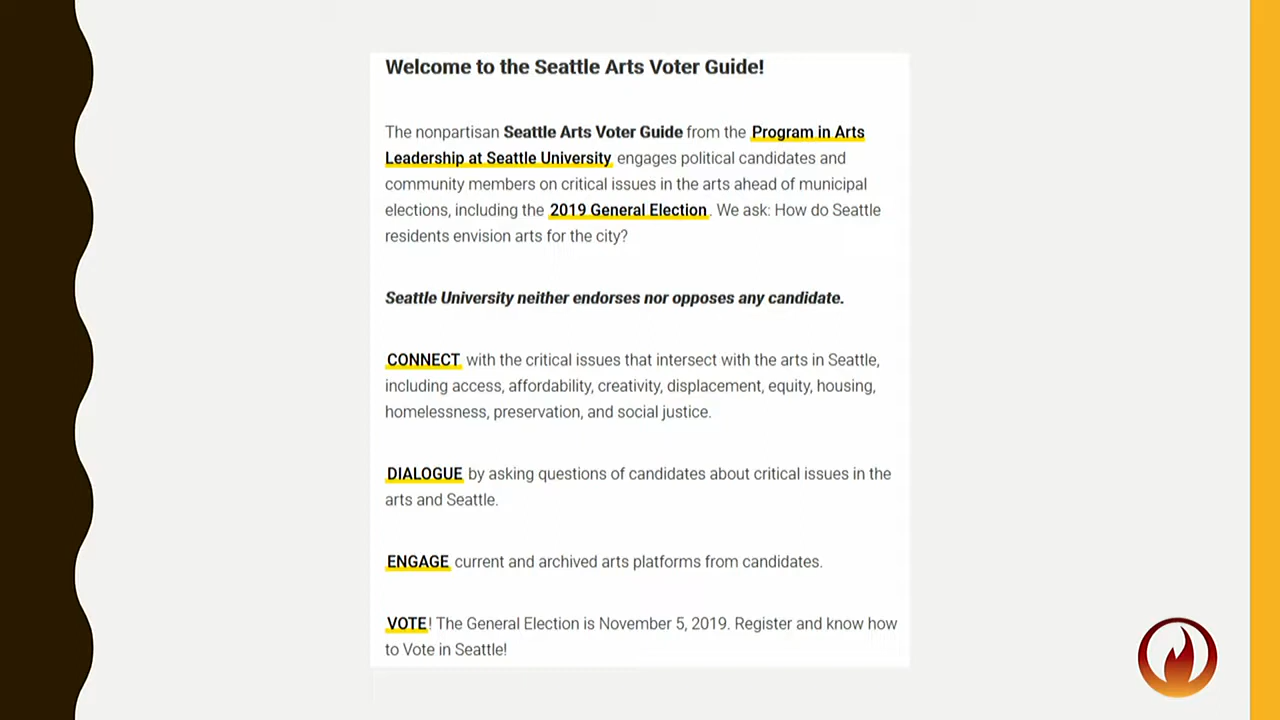 Welcome to the Seattle Arts Voter Guide!
The nonpartisan Seattle Arts Voter Guide from the Program in Arts
Leadership at Seattle University engages political candidates and
community members on critical issues in the arts ahead of municipal
elections, including the 2019 General Election. We ask: How do Seattle
residents envision arts for the city?
Seattle University neither endorses nor opposes any candidate.
CONNECT with the critical issues that intersect with the arts in Seattle,
including access, affordability, creativity, displacement, equity, housing,
homelessness, preservation, and social justice.
DIALOGUE by asking questions of candidates about critical issues in the
arts and Seattle.
ENGAGE current and archived arts platforms from candidates.
VOTE! The General Election is November 5, 2019. Register and know how
to Vote in Seattle!